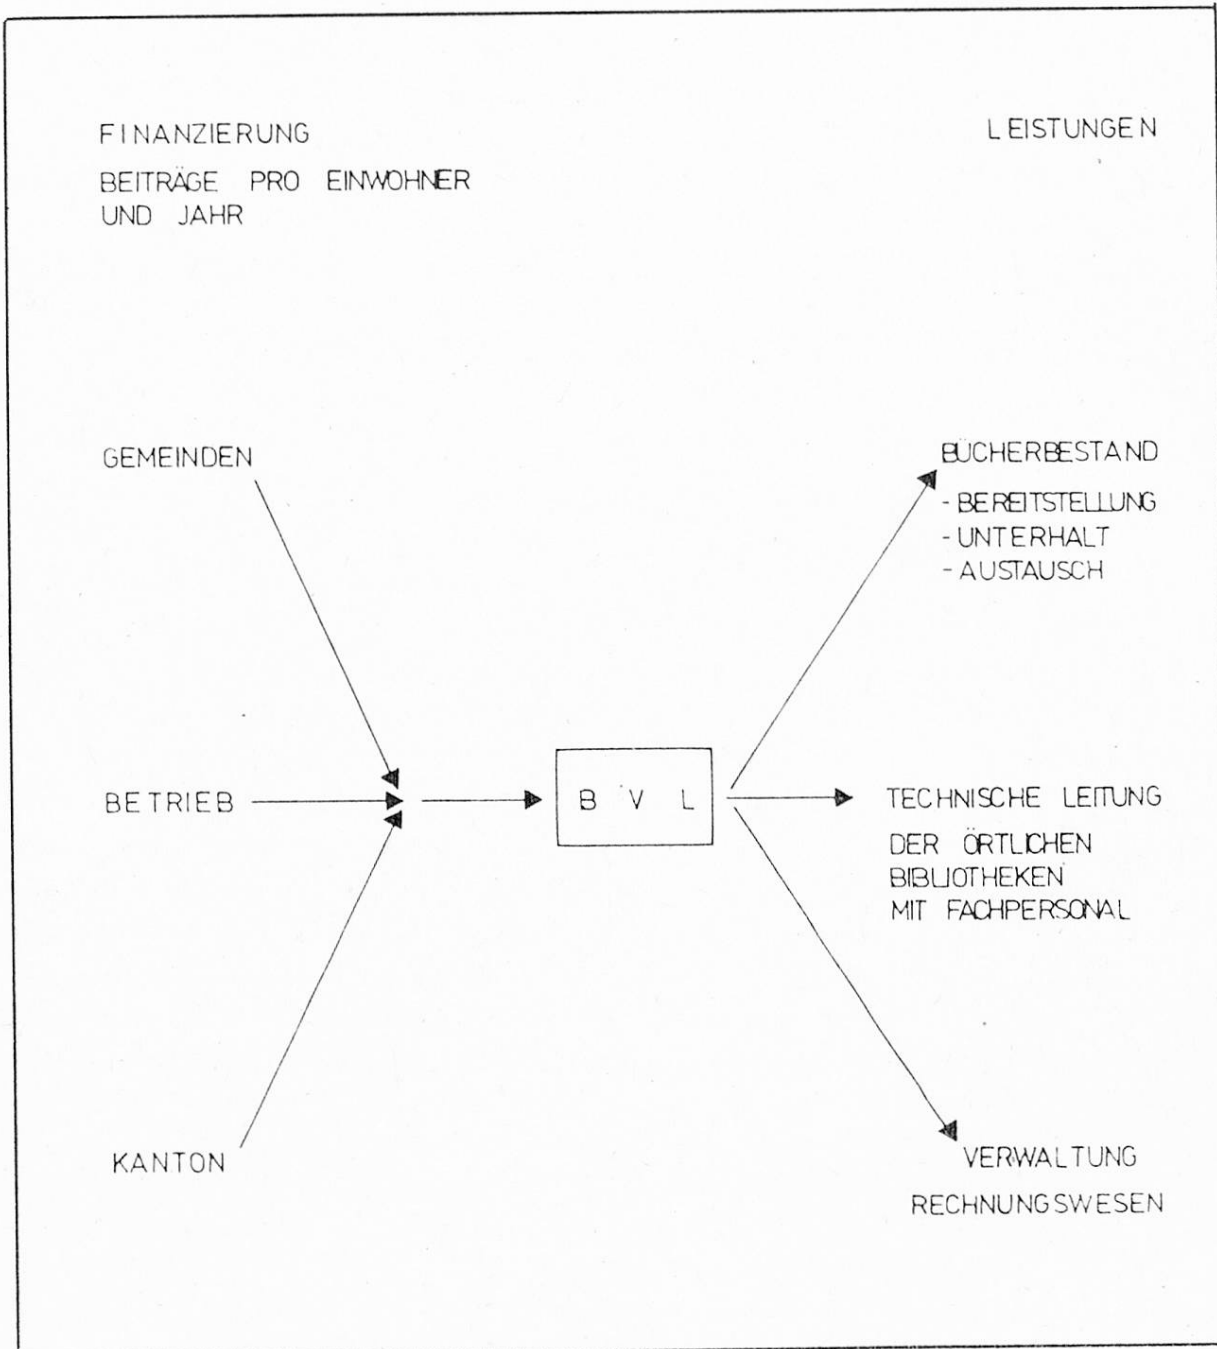 FINANZIERUNG
BEITRÄGE PRO EINWOHNER
UND JAHR
LEISTUNGEN
GEMEINDEN
BETRIEB
KANTON
B V L
BÜCHERBESTAND
- BEREITSTELLUNG
- UNTERHALT
- AUSTAUSCH
TECHNISCHE LEITUNG
DER ÖRTLICHEN
BIBLIOTHEKEN
MIT FACHPERSONAL
VERWALTUNG
RECHNUNGSWESEN